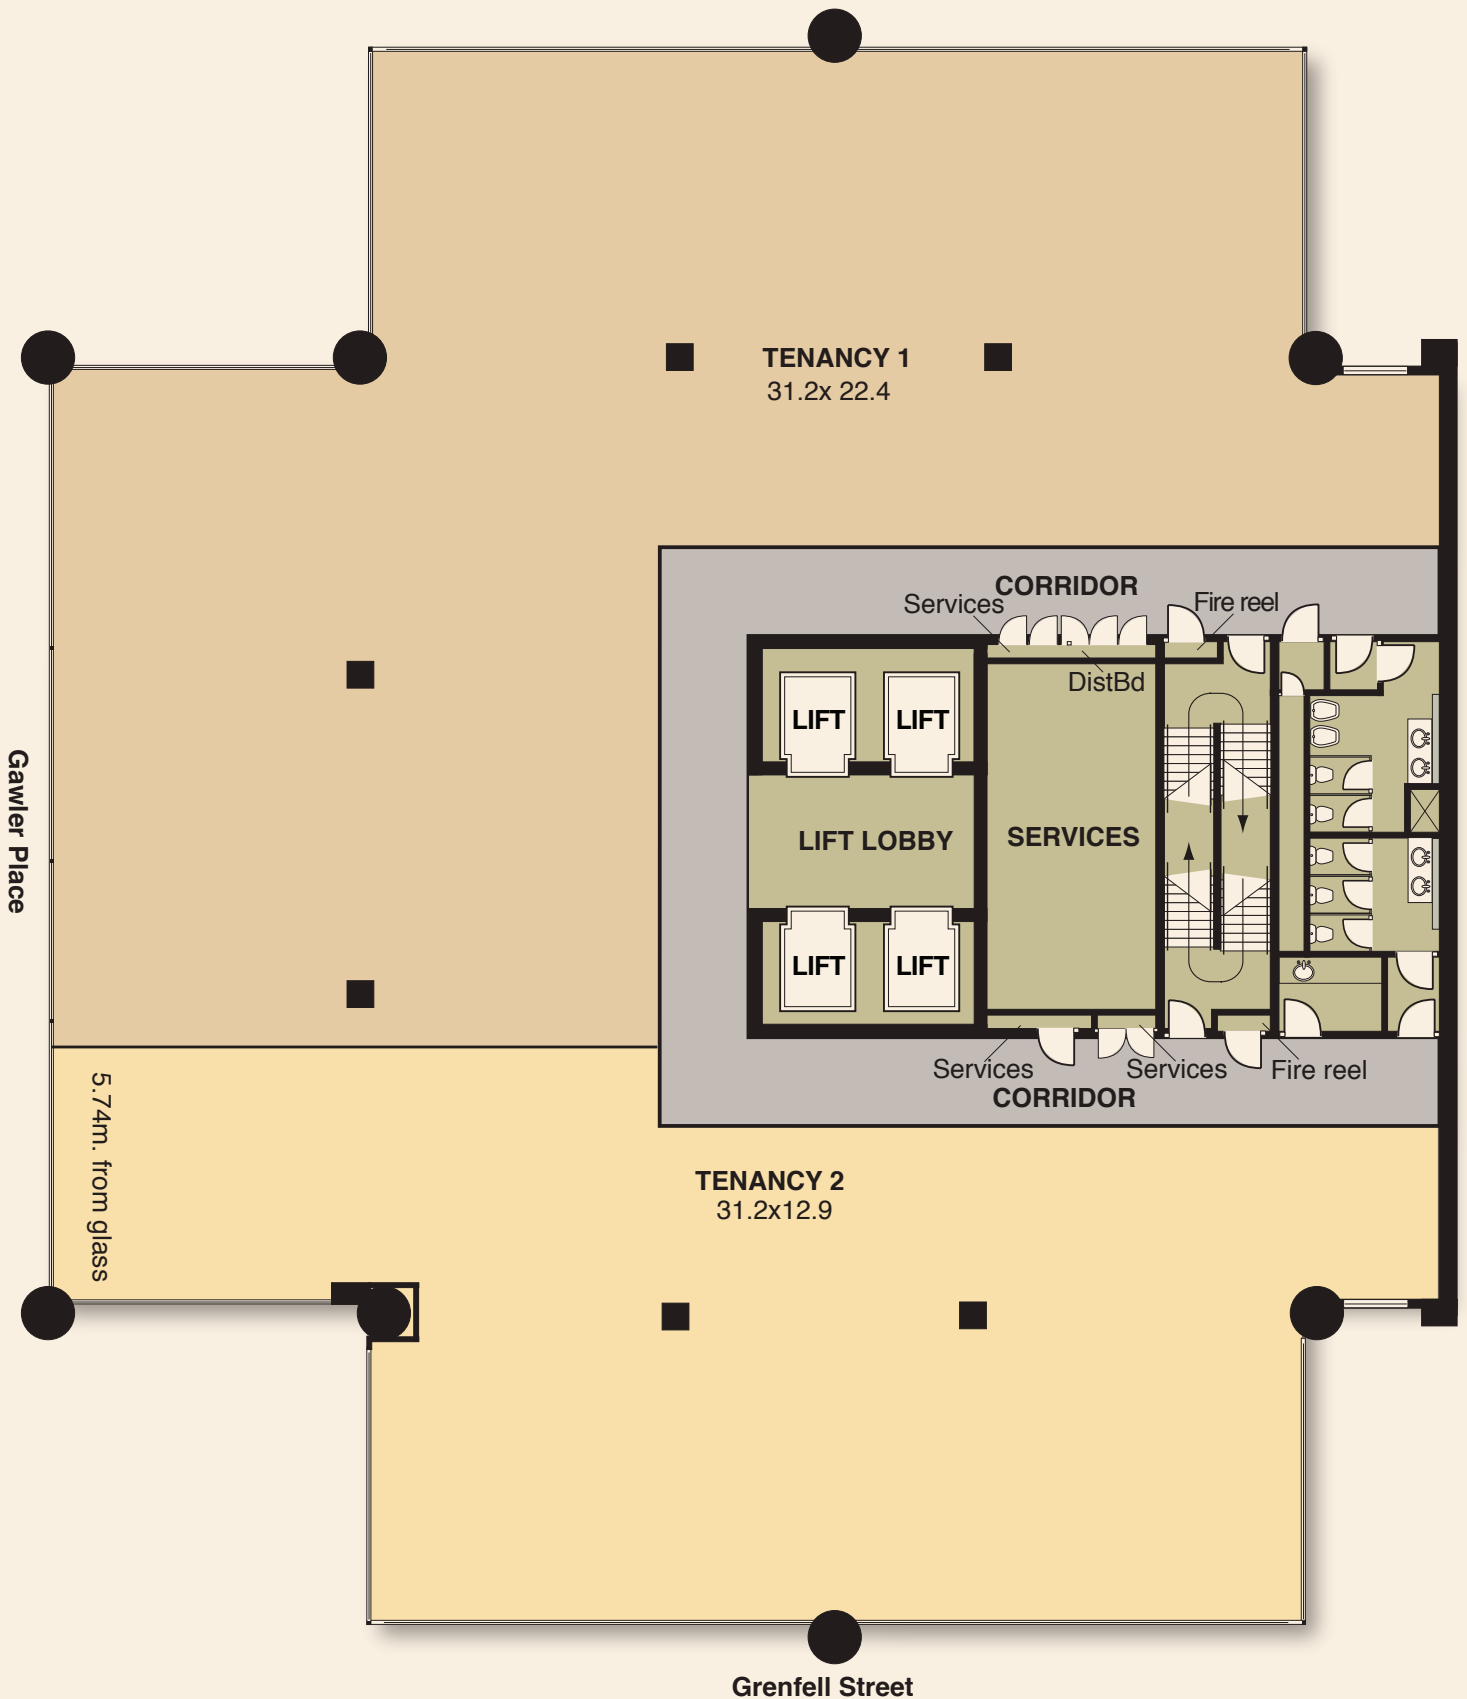 TENANCY 1
31.2x 22.4
CORRIDOR
Services
Fire reel
DistBd
LIFT
LIFT
LIFT LOBBY
SERVICES
LIFT
LIFT
Services
Services
Fire reel
CORRIDOR
Gawler Place
5.74m. from glass
TENANCY 2
31.2x12.9
Grenfell Street